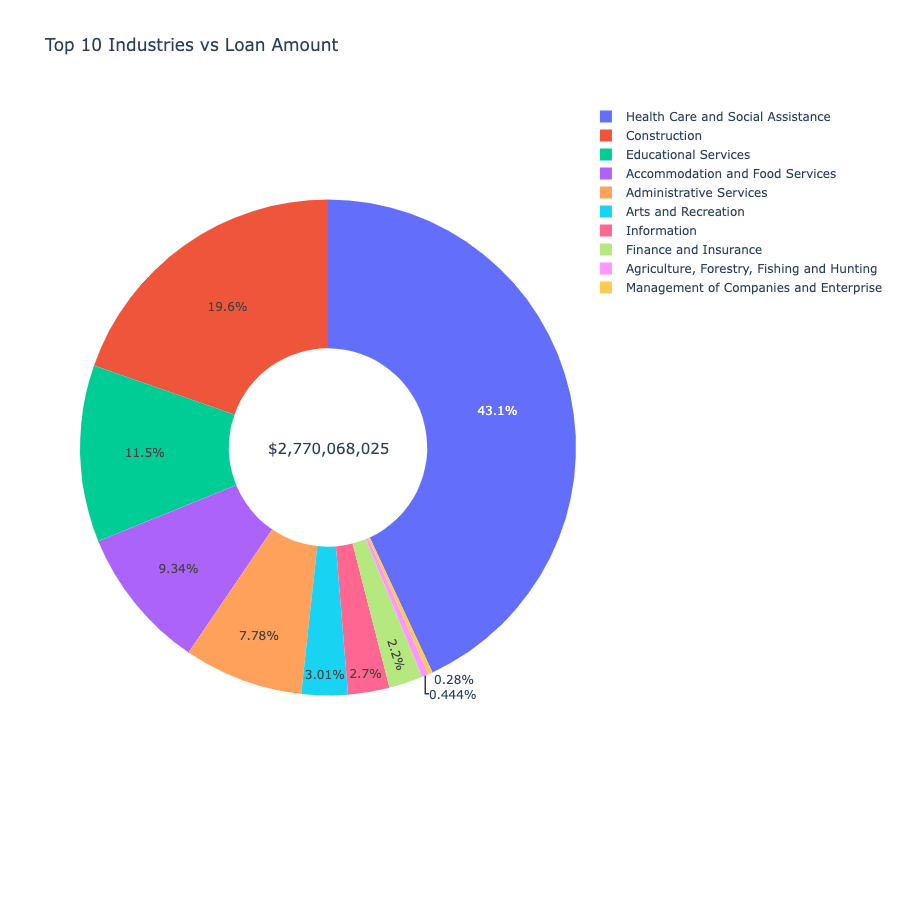 Top 10 Industries vs Loan Amount
Health Care and Social Assistance
Construction
Educational Services
Accommodation and Food Services
Administrative Services
Arts and Recreation
Information
Finance and Insurance
Agriculture, Forestry, Fishing and Hunting
Management of Companies and Enterprise
19.6%
43.1%
$2,770,068,025
11.5%
9.34%
7.78%
3.01%
2.7%
2.2%
0.28%
0.444%